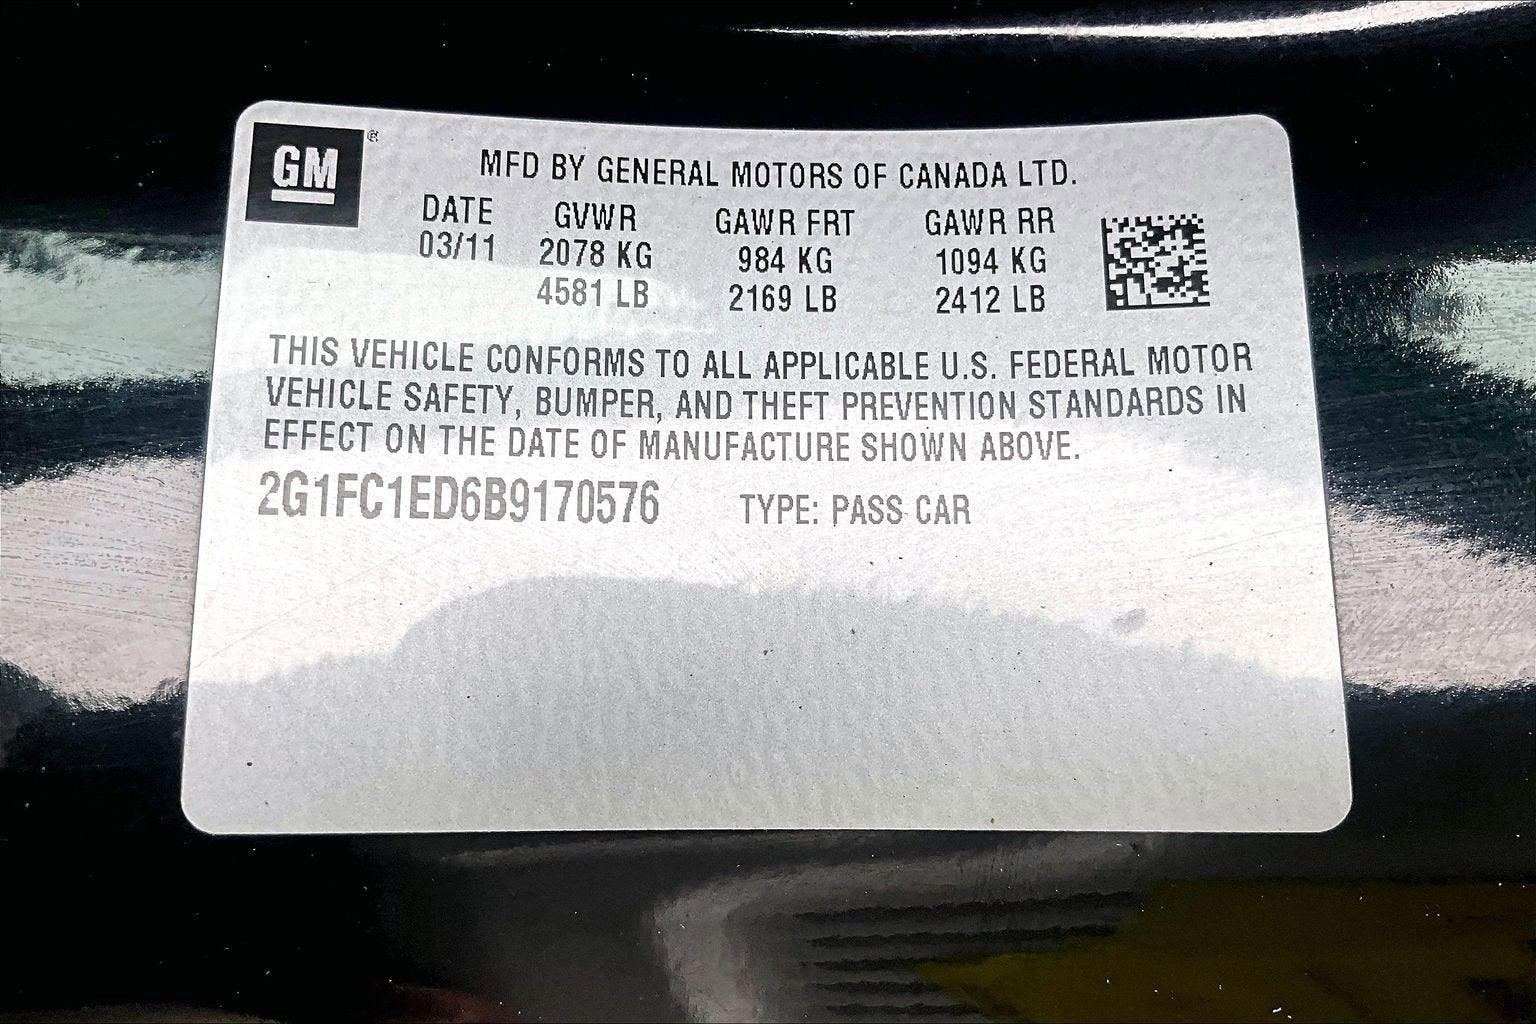 GM
MFD BY GENERAL MOTORS OF CANADA LTD.
DATE GVWR GAWR FRT GAWR RR
03/11 2078 KG 984 KG 1094 KG
4581 LB 2169 LB 2412 LB
THIS VEHICLE CONFORMS TO ALL APPLICABLE U.S. FEDERAL MOTOR
VEHICLE SAFETY, BUMPER, AND THEFT PREVENTION STANDARDS IN
EFFECT ON THE DATE OF MANUFACTURE SHOWN ABOVE.
2G1FC1ED6B9170576 TYPE: PASS CAR